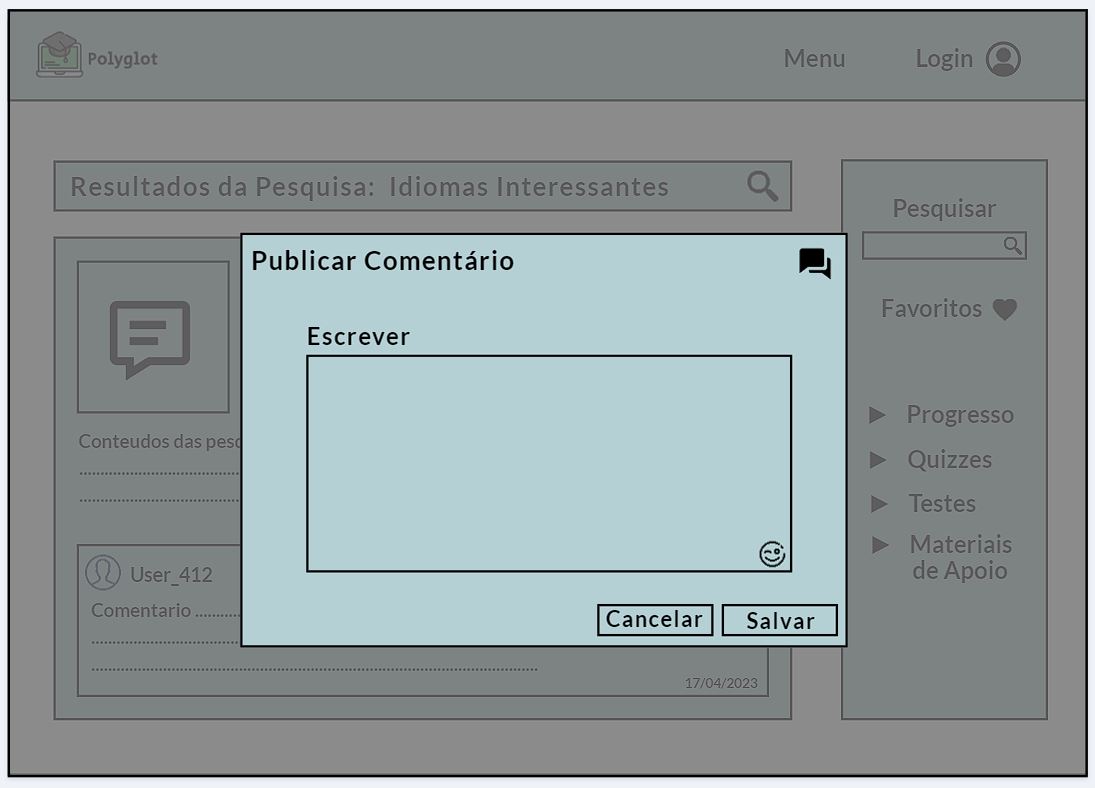 Polyglot
Menu
Login
Resultados da Pesquisa: Idiomas Interessantes
Publicar Comentário
Escrever
Cancelar
Salvar
Conteudos das pesq
User_412
Comentario ...........
17/04/2023
Pesquisar
Favoritos
Progresso
Quizzes
Testes
Materiais
de Apoio